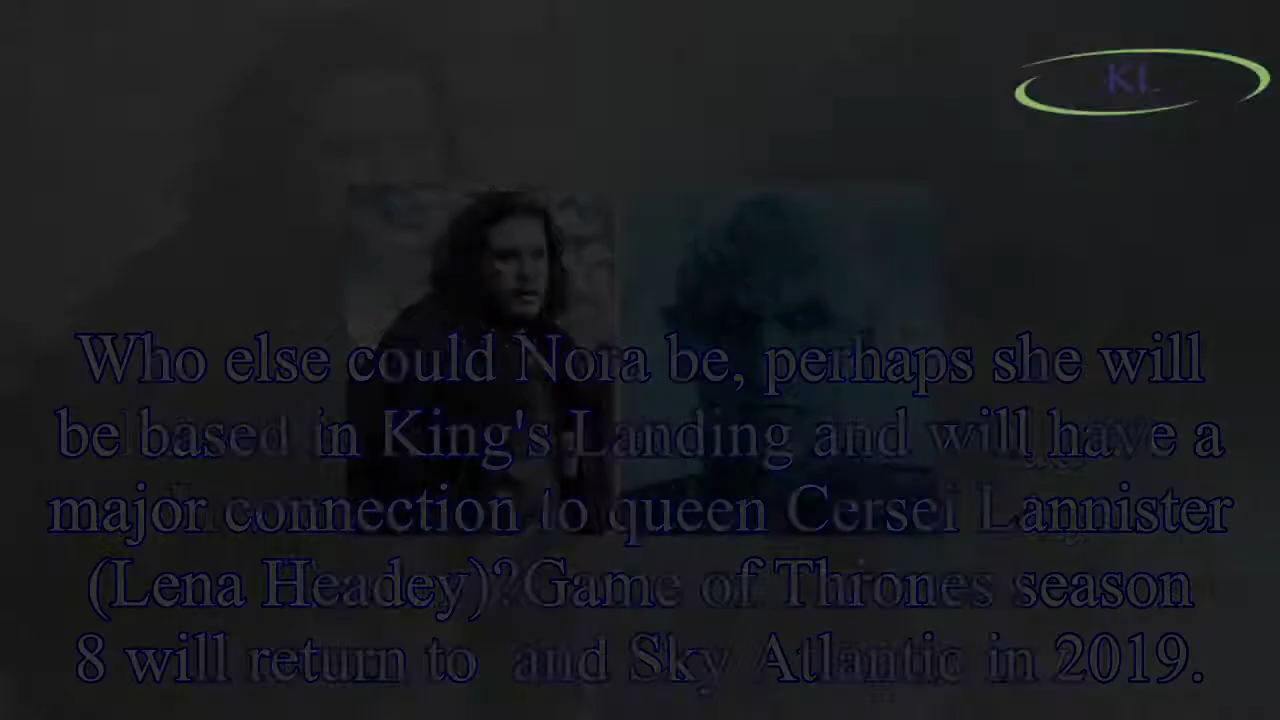 KL
Who else could Nora be, perhaps she will
be based in King's Landing and will have a
major connection to queen Cersei Lannister
(Lena Headey)?Game of Thrones season
8 will return to and Sky Atlantic in 2019.